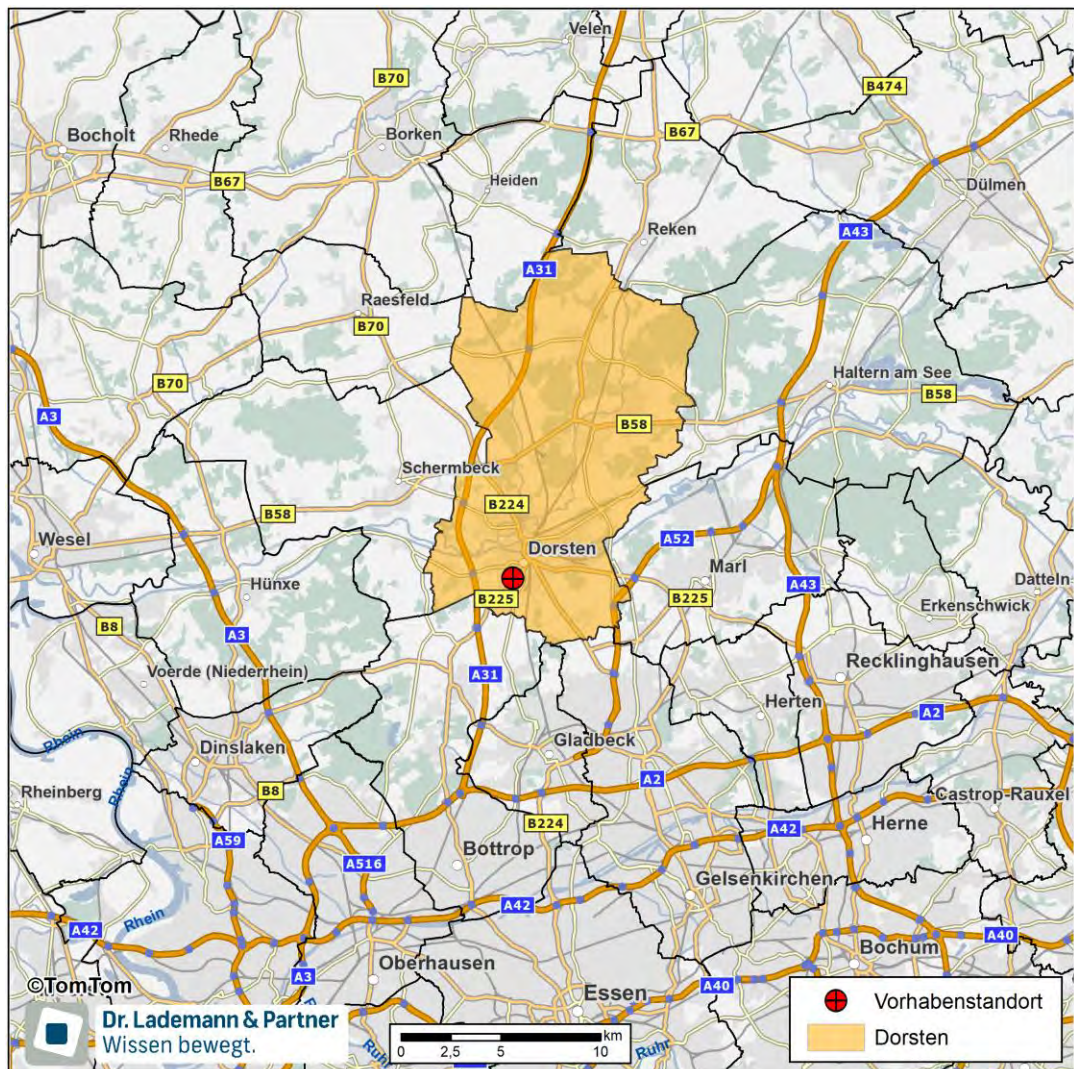 Velen
B70
B474
Bocholt
Rhede
Borken
B67
B67
Heiden
Dülmen
Reken
A43
A31
Raesfeld
B70
B70
Haltern am See
A3
B58
B58
Schermbeck
B224
B58
Wesel
A52
Dorsten
Marl
Hünxe
B225
B225
A43
Datteln
Erkenschwick
B8
A3
Voerde (Niederrhein)
A31
Recklinghausen
Herten
A2
Rhein
Dinslaken
Gladbeck
A2
B8
Rheinberg
Rhein
Castrop-Rauxel
B224
A42
Herne
A59
A516
Bottrop
Gelsenkirchen
A42
Rhein
A42
Bochum
A40
Oberhausen
A3
A40
©TomTom
Essen
Vorhabenstandort
Dr. Lademann & Partner
Wissen bewegt.
km
0 2,5 5 10
Ruhr
Ruhr
Dorsten